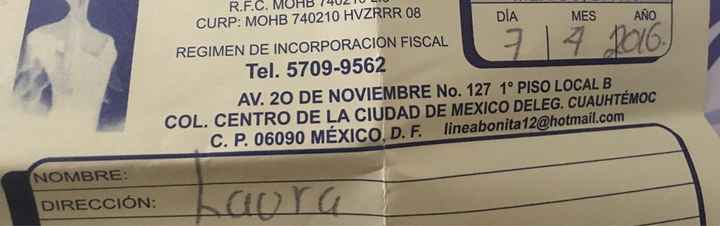 R.F.C. MOHB 740210
CURP: MOHB 740210 HVZRRR 08
REGIMEN DE INCORPORACION FISCAL
Tel. 5709-9562
AV. 2O DE NOVIEMBRE No. 127 1° PISO LOCAL B
COL. CENTRO DE LA CIUDAD DE MEXICO DELEG. CUAUHTÉMOC
C. P. 06090 MÉXICO, D. F. lineabonita12@hotmail.com
DÍA MES AÑO
7 4 2016.
NOMBRE:
DIRECCIÓN: Laura